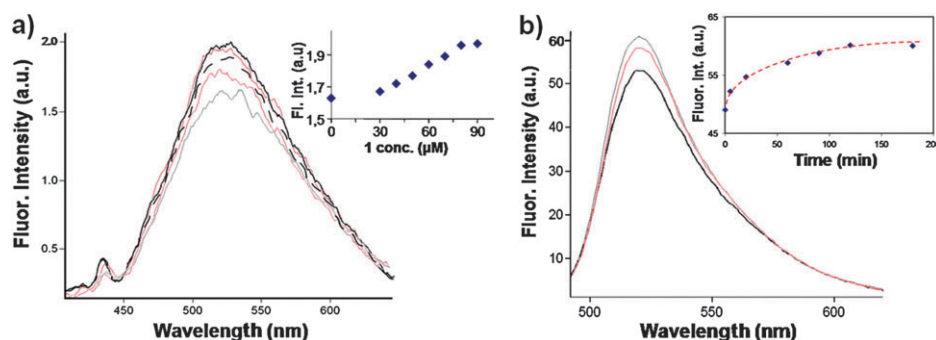 a)
Fluor. Intensity (a.u.)
2.0
1.5
1.0
0.5
450 500 550 600
Wavelength (nm)
Fl. Int. (a.u)
1,9
1,7
1,5
0 30 60 90
1 conc. (µM)
b)
Fluor. Intensity (a.u.)
60
50
40
30
20
10
500 550 600
Wavelength (nm)
Fluor. Int. (a.u.)
65
55
45
0 50 100 150 200
Time (min)